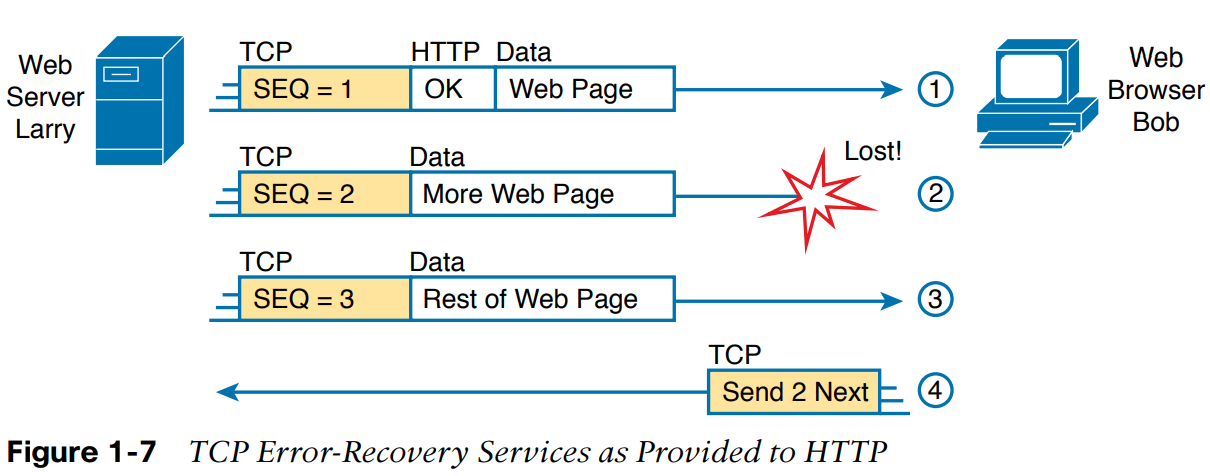 Web
Server
Larry
TCP HTTP Data
SEQ = 1 OK Web Page
1
Web
Browser
Bob
TCP Data
Lost!
SEQ = 2 More Web Page
2
TCP Data
SEQ = 3 Rest of Web Page
3
TCP
Send 2 Next
4
Figure 1-7 TCP Error-Recovery Services as Provided to HTTP